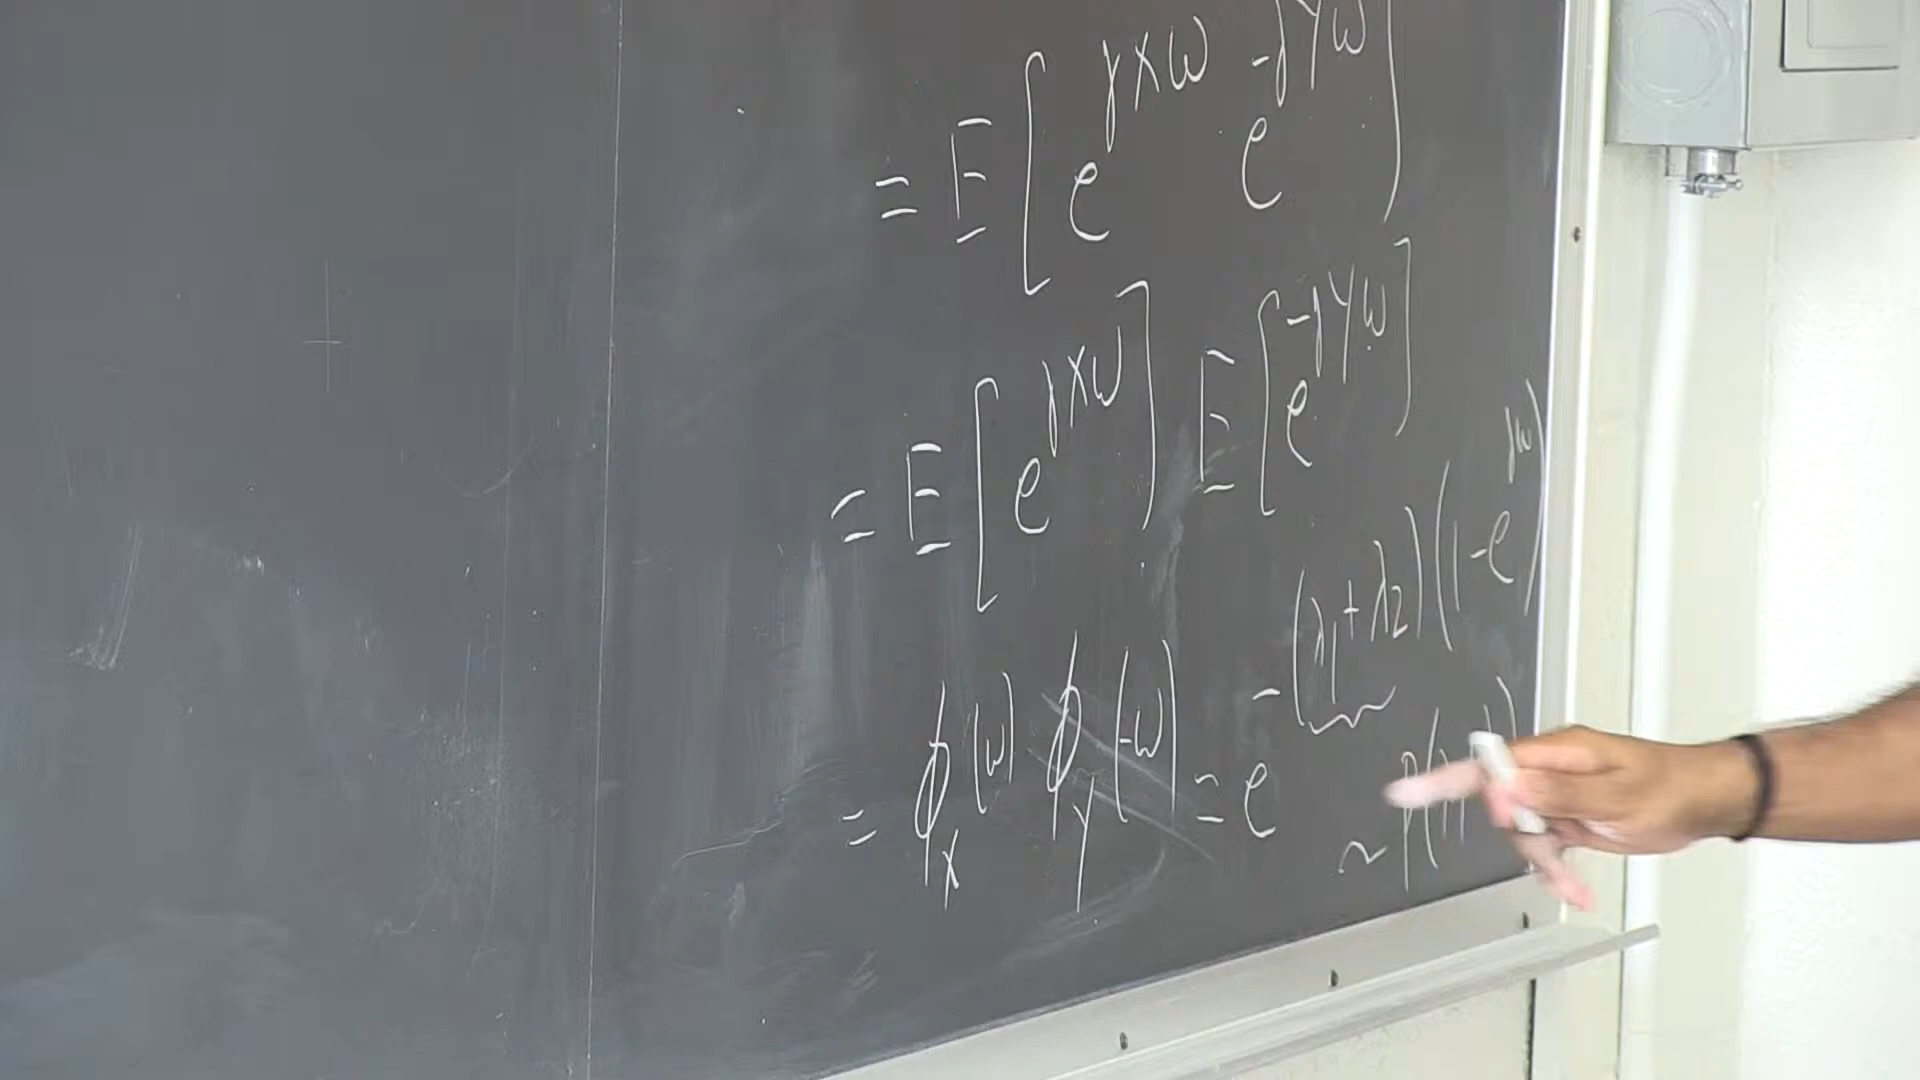 = E[e^{jXω} e^{-jYω}]
= E[e^{jXω}] E[e^{-jYω}]
= φ_X(ω) φ_Y(-ω) = e^{-(λ1+λ2)(1-e^{jω})}
~ P(λ